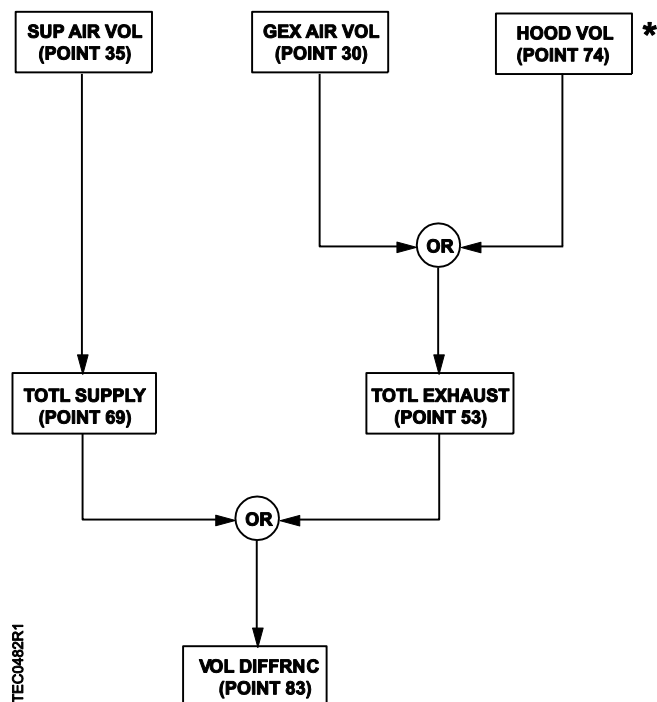 SUP AIR VOL
(POINT 35)
GEX AIR VOL
(POINT 30)
HOOD VOL
(POINT 74)
*
OR
TOTL SUPPLY
(POINT 69)
TOTL EXHAUST
(POINT 53)
OR
VOL DIFFRNC
(POINT 83)
TEC0482R1